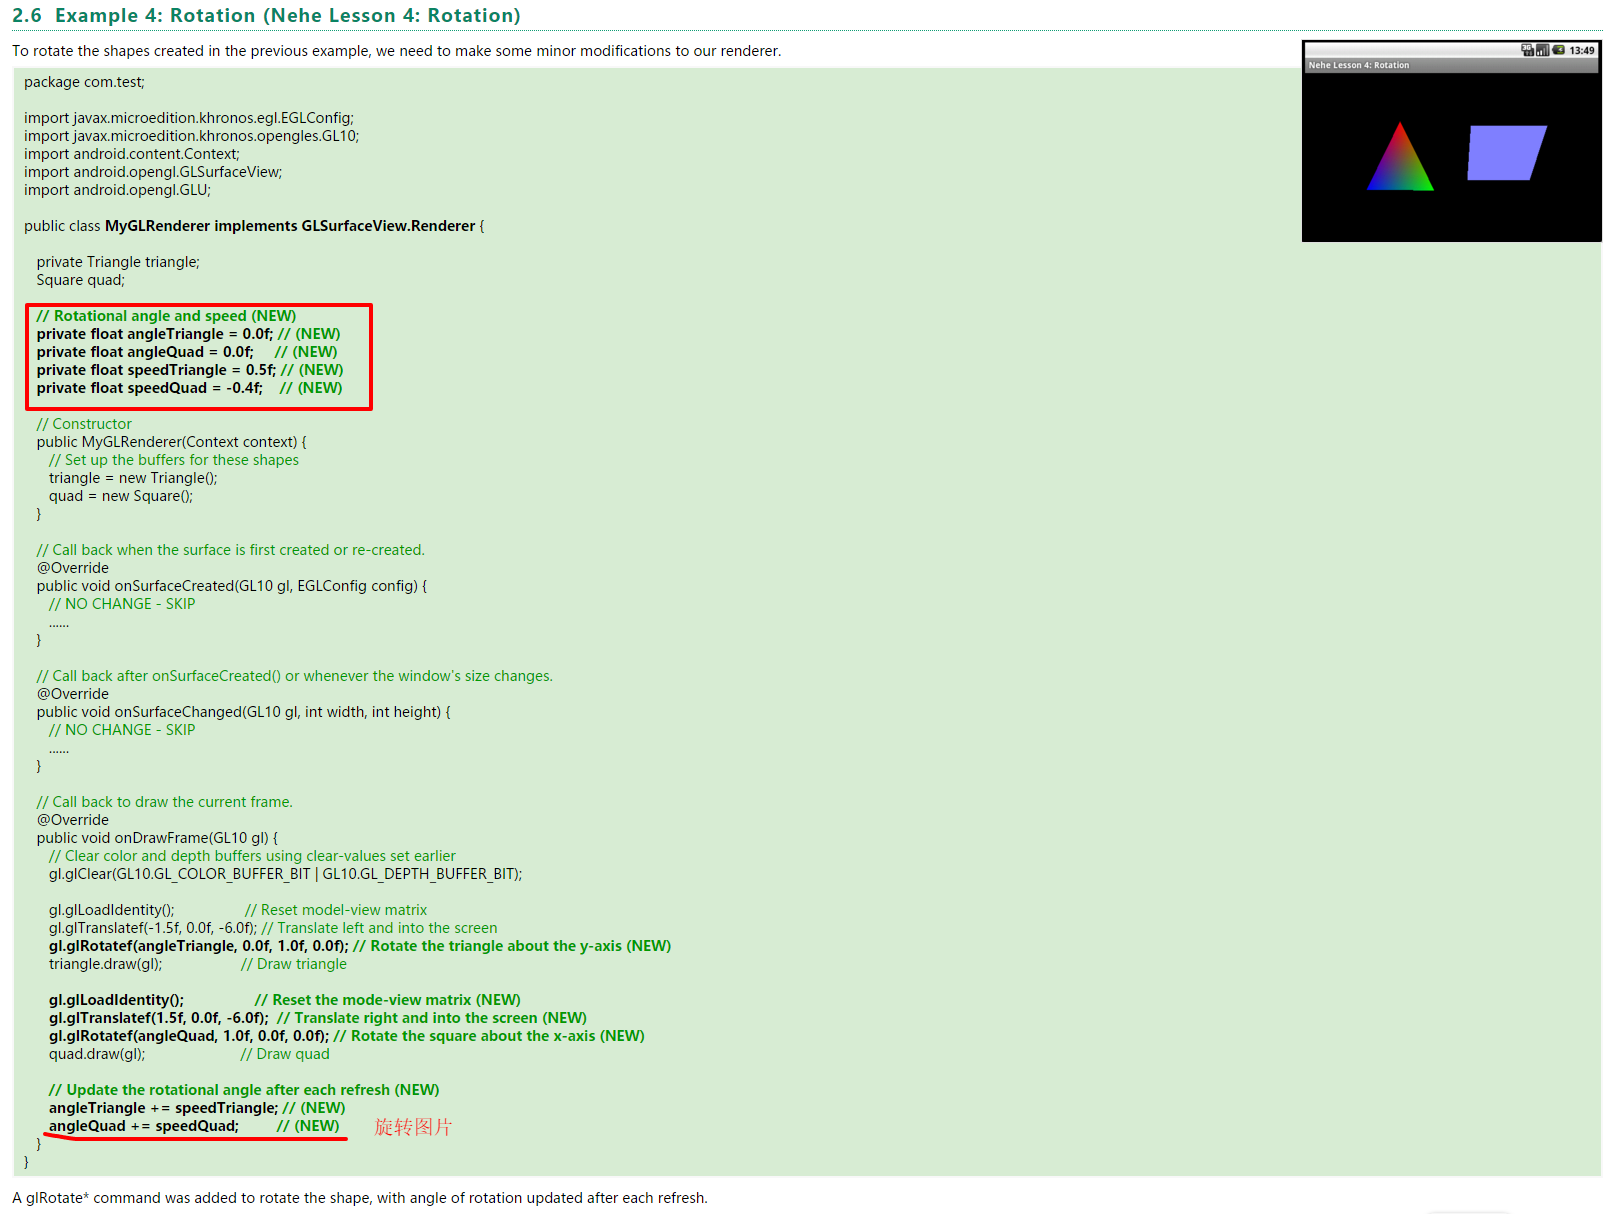 2.6 Example 4: Rotation (Nehe Lesson 4: Rotation)
To rotate the shapes created in the previous example, we need to make some minor modifications to our renderer.
13:49
Nehe Lesson 4: Rotation
package com.test;
import javax.microedition.khronos.egl.EGLConfig;
import javax.microedition.khronos.opengles.GL10;
import android.content.Context;
import android.opengl.GLSurfaceView;
import android.opengl.GLU;
public class MyGLRenderer implements GLSurfaceView.Renderer {
private Triangle triangle;
Square quad;
// Rotational angle and speed (NEW)
private float angleTriangle = 0.0f; // (NEW)
private float angleQuad = 0.0f; // (NEW)
private float speedTriangle = 0.5f; // (NEW)
private float speedQuad = -0.4f; // (NEW)
// Constructor
public MyGLRenderer(Context context) {
// Set up the buffers for these shapes
triangle = new Triangle();
quad = new Square();
}
// Call back when the surface is first created or re-created.
@Override
public void onSurfaceCreated(GL10 gl, EGLConfig config) {
// NO CHANGE - SKIP
......
}
// Call back after onSurfaceCreated() or whenever the window's size changes.
@Override
public void onSurfaceChanged(GL10 gl, int width, int height) {
// NO CHANGE - SKIP
......
}
// Call back to draw the current frame.
@Override
public void onDrawFrame(GL10 gl) {
// Clear color and depth buffers using clear-values set earlier
gl.glClear(GL10.GL_COLOR_BUFFER_BIT | GL10.GL_DEPTH_BUFFER_BIT);
gl.glLoadIdentity(); // Reset model-view matrix
gl.glTranslatef(-1.5f, 0.0f, -6.0f); // Translate left and into the screen
gl.glRotatef(angleTriangle, 0.0f, 1.0f, 0.0f); // Rotate the triangle about the y-axis (NEW)
triangle.draw(gl); // Draw triangle
gl.glLoadIdentity(); // Reset the mode-view matrix (NEW)
gl.glTranslatef(1.5f, 0.0f, -6.0f); // Translate right and into the screen (NEW)
gl.glRotatef(angleQuad, 1.0f, 0.0f, 0.0f); // Rotate the square about the x-axis (NEW)
quad.draw(gl); // Draw quad
// Update the rotational angle after each refresh (NEW)
angleTriangle += speedTriangle; // (NEW)
angleQuad += speedQuad; // (NEW) 旋转图片
}
}
A glRotate* command was added to rotate the shape, with angle of rotation updated after each refresh.